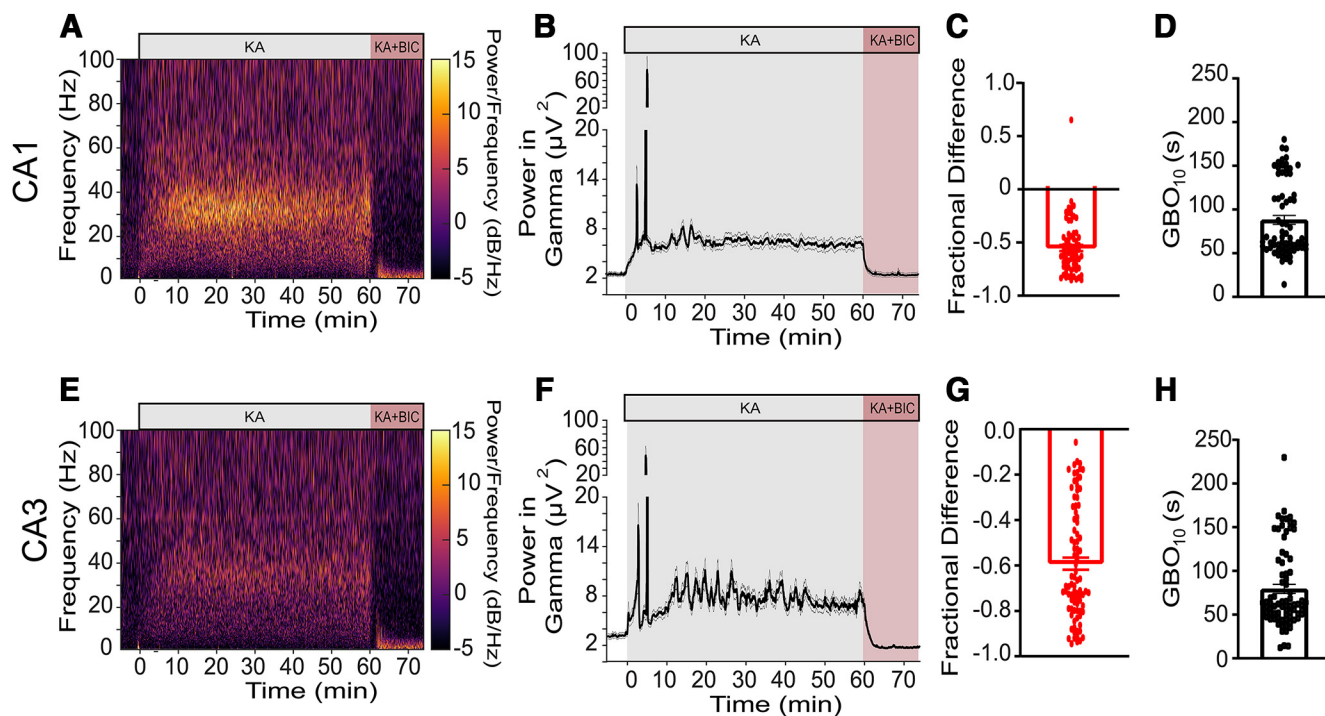 A
KA
KA+BIC
CA1
Frequency (Hz)
100
80
60
40
20
0
0 10 20 30 40 50 60 70
Time (min)
15
10
5
0
-5
Power/Frequency (dB/Hz)
B
KA
KA+BIC
Power in
Gamma (µV²)
100
60
20
20
14
8
2
0 10 20 30 40 50 60 70
Time (min)
C
Fractional Difference
1.0
0.5
0
-0.5
-1.0
D
GBO₁₀ (s)
250
200
150
100
50
0
E
KA
KA+BIC
CA3
Frequency (Hz)
100
80
60
40
20
0
0 10 20 30 40 50 60 70
Time (min)
15
10
5
0
-5
Power/Frequency (dB/Hz)
F
KA
KA+BIC
Power in
Gamma (µV²)
100
60
20
20
14
8
2
0 10 20 30 40 50 60 70
Time (min)
G
Fractional Difference
0.0
-0.2
-0.4
-0.6
-0.8
-1.0
H
GBO₁₀ (s)
250
200
150
100
50
0